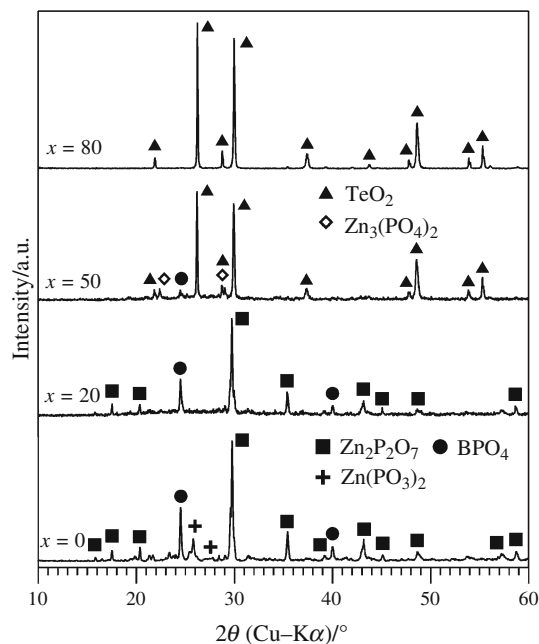 x = 80
TeO₂
Zn₃(PO₄)₂
x = 50
x = 20
Zn₂P₂O₇ BPO₄
Zn(PO₃)₂
x = 0
Intensity/a.u.
10 20 30 40 50 60
2θ (Cu–Kα)/°